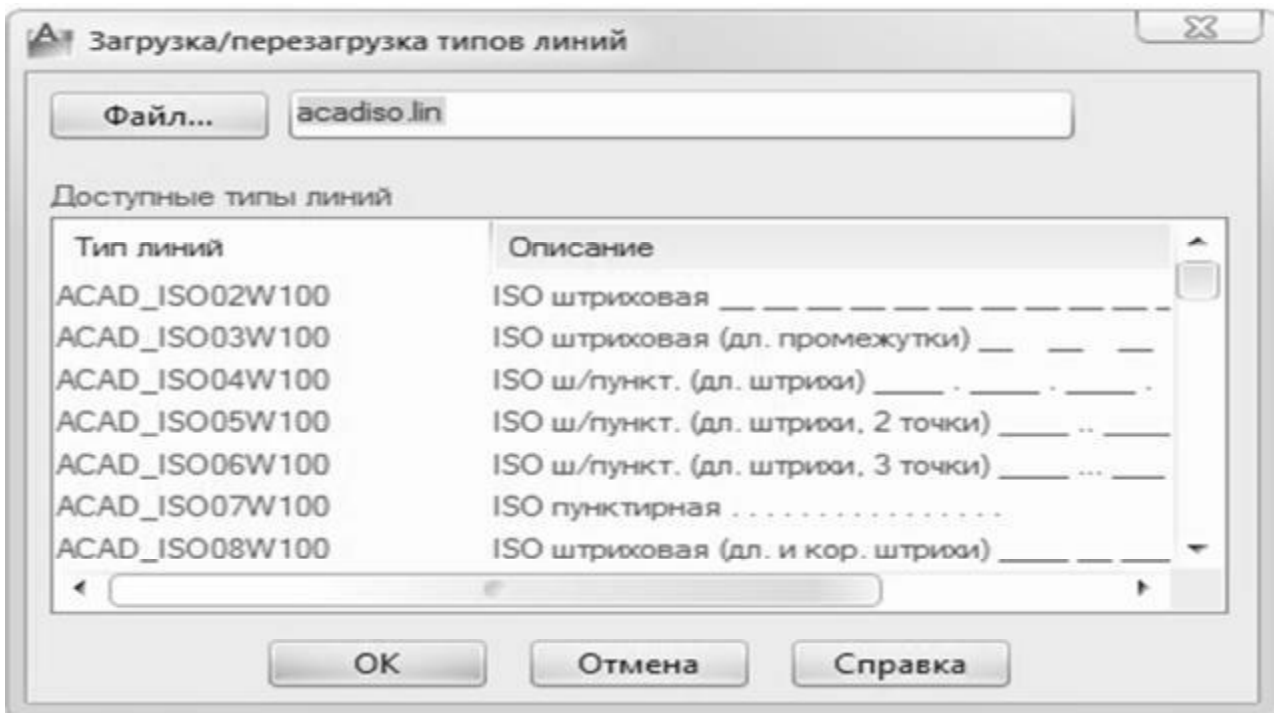 Загрузка/перезагрузка типов линий
Файл... acadiso.lin
Доступные типы линий
Тип линий Описание
ACAD_ISO02W100 ISO штриховая __ __ __ __ __ __ __ __ __ __ _
ACAD_ISO03W100 ISO штриховая (дл. промежутки) __ __ __
ACAD_ISO04W100 ISO ш/пункт. (дл. штрихи) ____ . ____ . ____ .
ACAD_ISO05W100 ISO ш/пункт. (дл. штрихи, 2 точки) ____ .. ____
ACAD_ISO06W100 ISO ш/пункт. (дл. штрихи, 3 точки) ____ ... ____
ACAD_ISO07W100 ISO пунктирная . . . . . . . . . . . . . . . .
ACAD_ISO08W100 ISO штриховая (дл. и кор. штрихи) ____ __ ____
OK Отмена Справка